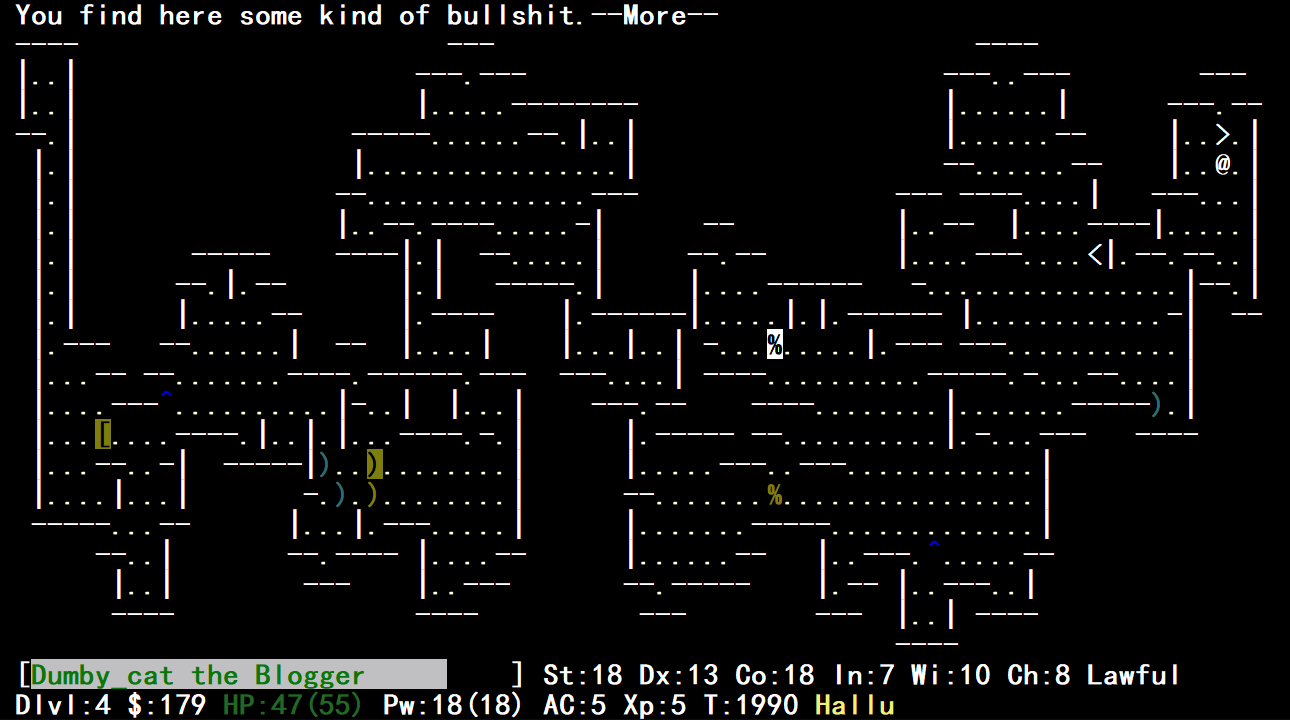 You find here some kind of bullshit.--More--
[Dumby_cat the Blogger ] St:18 Dx:13 Co:18 In:7 Wi:10 Ch:8 Lawful
Dlvl:4 $:179 HP:47(55) Pw:18(18) AC:5 Xp:5 T:1990 Hallu